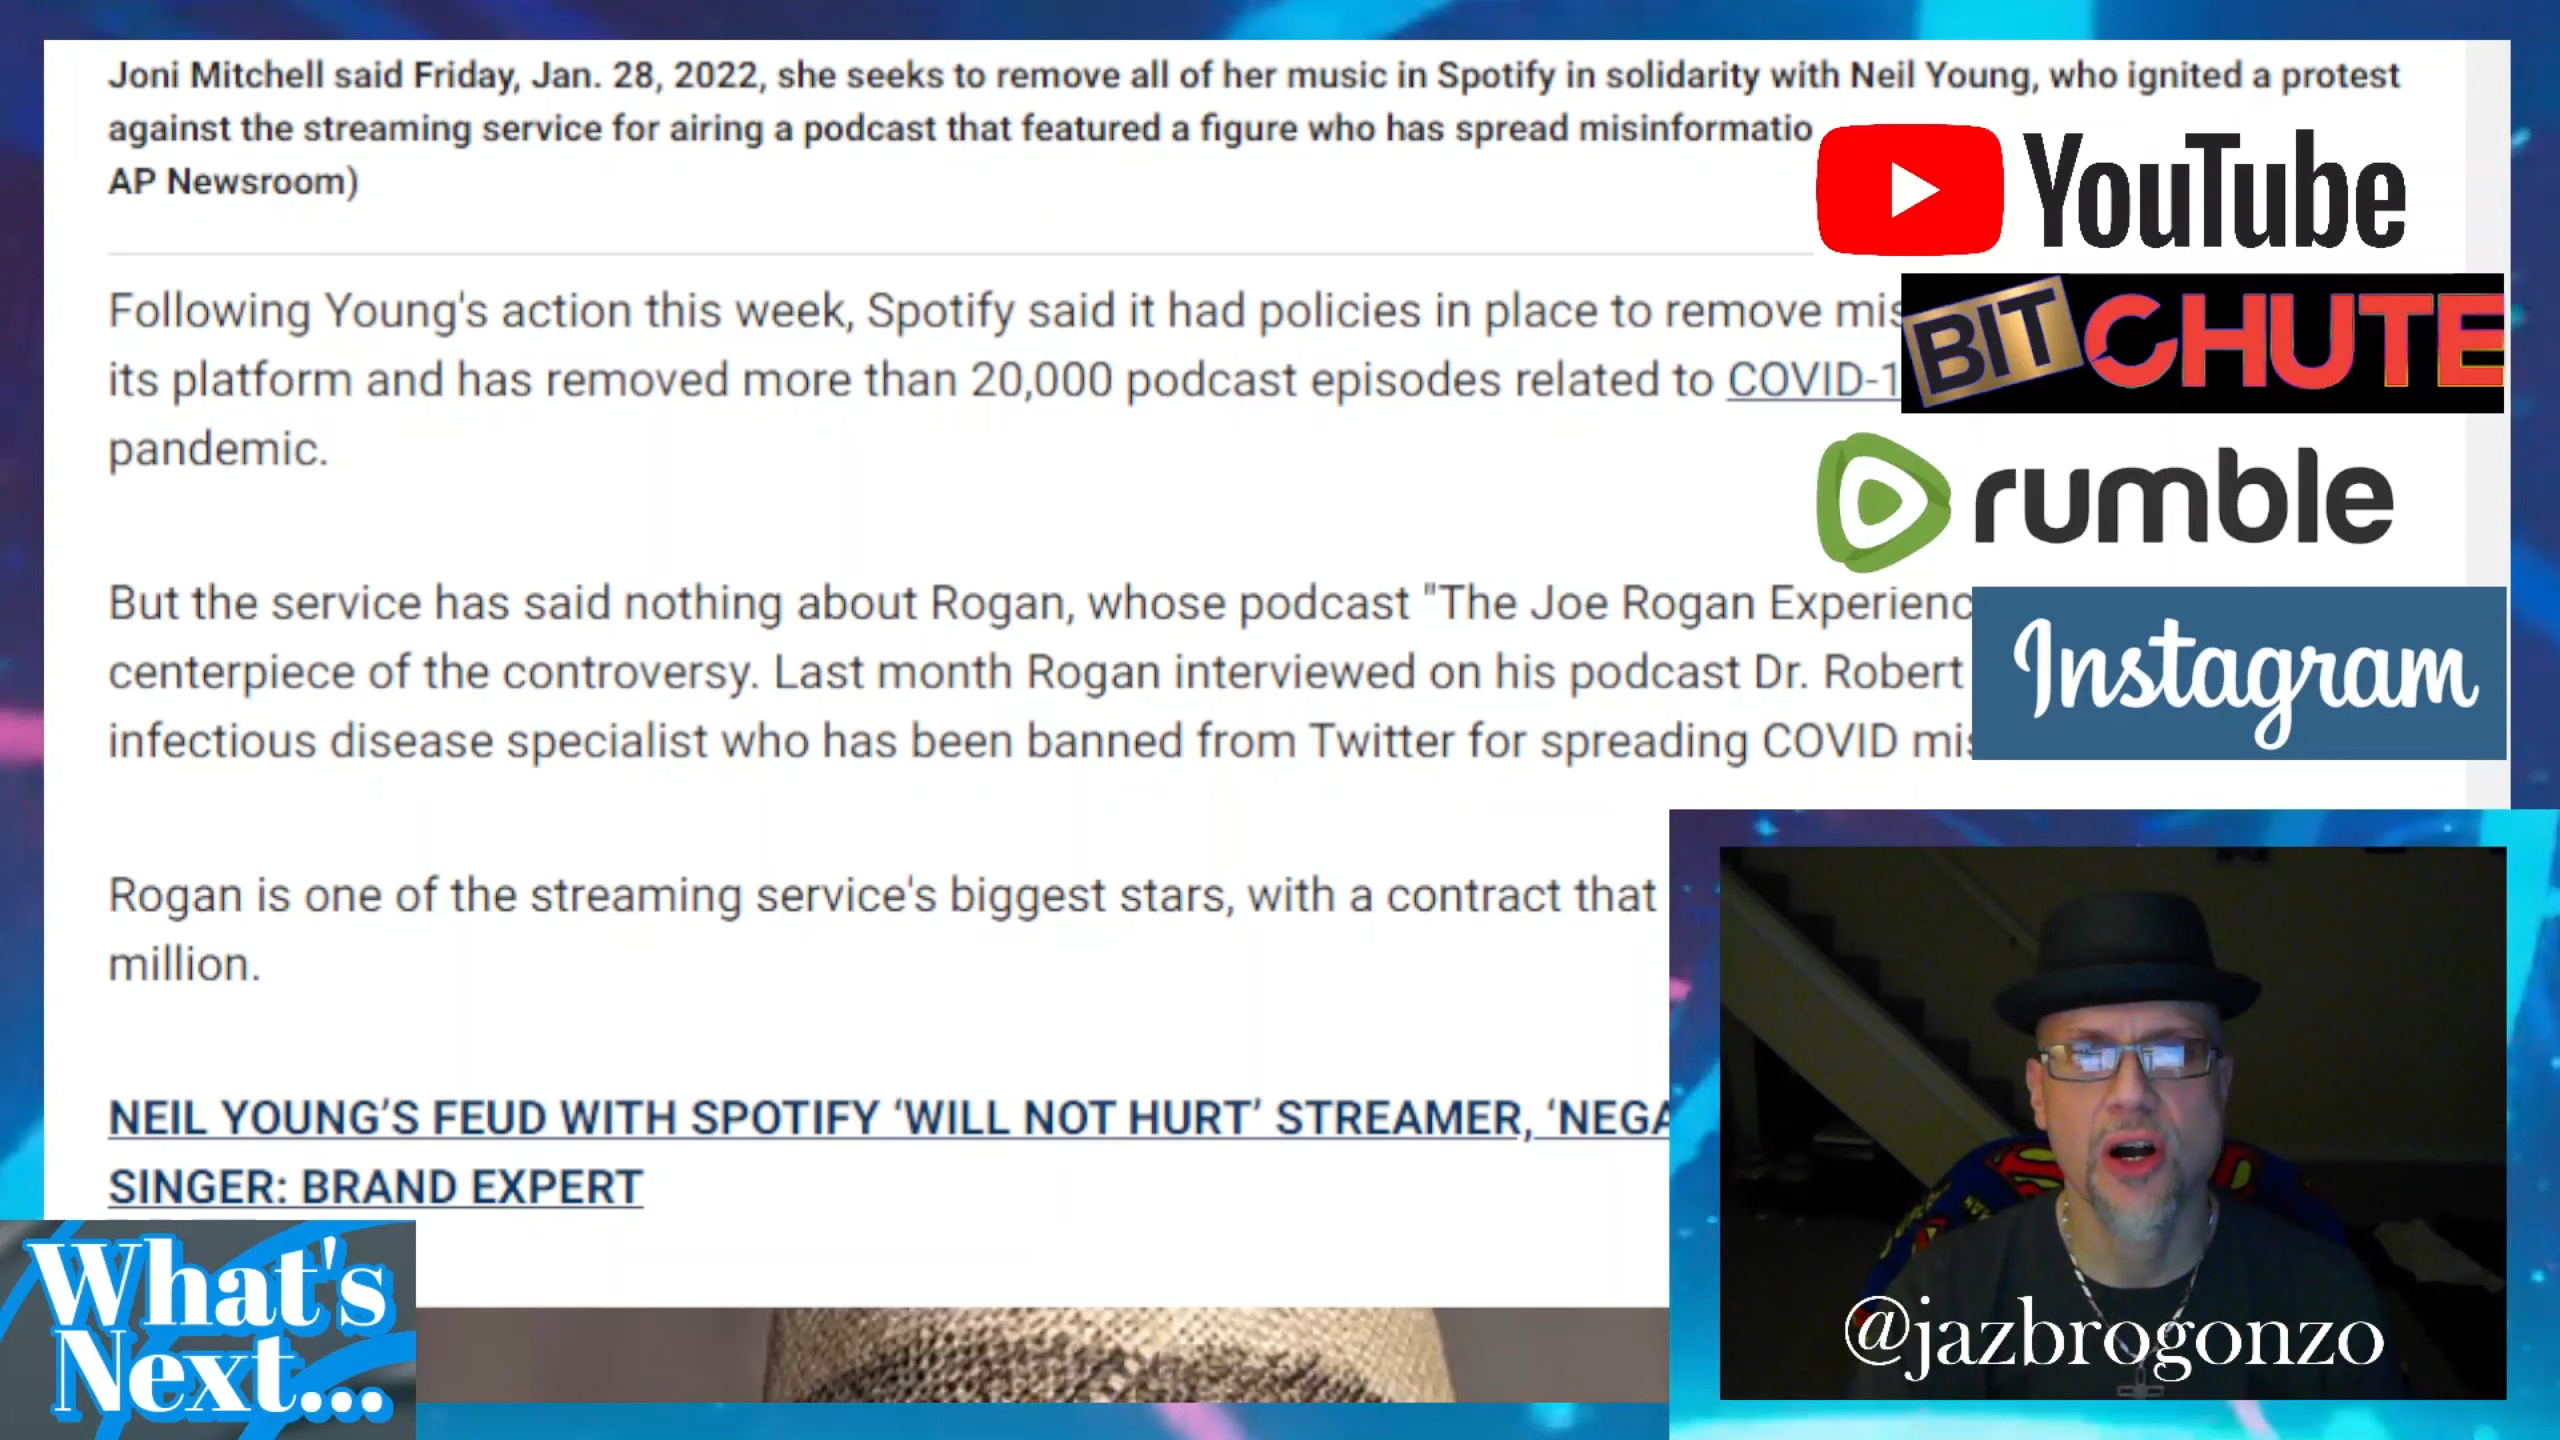 Joni Mitchell said Friday, Jan. 28, 2022, she seeks to remove all of her music in Spotify in solidarity with Neil Young, who ignited a protest
against the streaming service for airing a podcast that featured a figure who has spread misinformatio
AP Newsroom)
YouTube
Following Young's action this week, Spotify said it had policies in place to remove mis
its platform and has removed more than 20,000 podcast episodes related to COVID-1
pandemic.
BITCHUTE
rumble
But the service has said nothing about Rogan, whose podcast "The Joe Rogan Experienc
centerpiece of the controversy. Last month Rogan interviewed on his podcast Dr. Robert
infectious disease specialist who has been banned from Twitter for spreading COVID mis
Instagram
Rogan is one of the streaming service's biggest stars, with a contract that
million.
NEIL YOUNG’S FEUD WITH SPOTIFY ‘WILL NOT HURT’ STREAMER, ‘NEGA
SINGER: BRAND EXPERT
What's
Next...
@jazbrogonzo